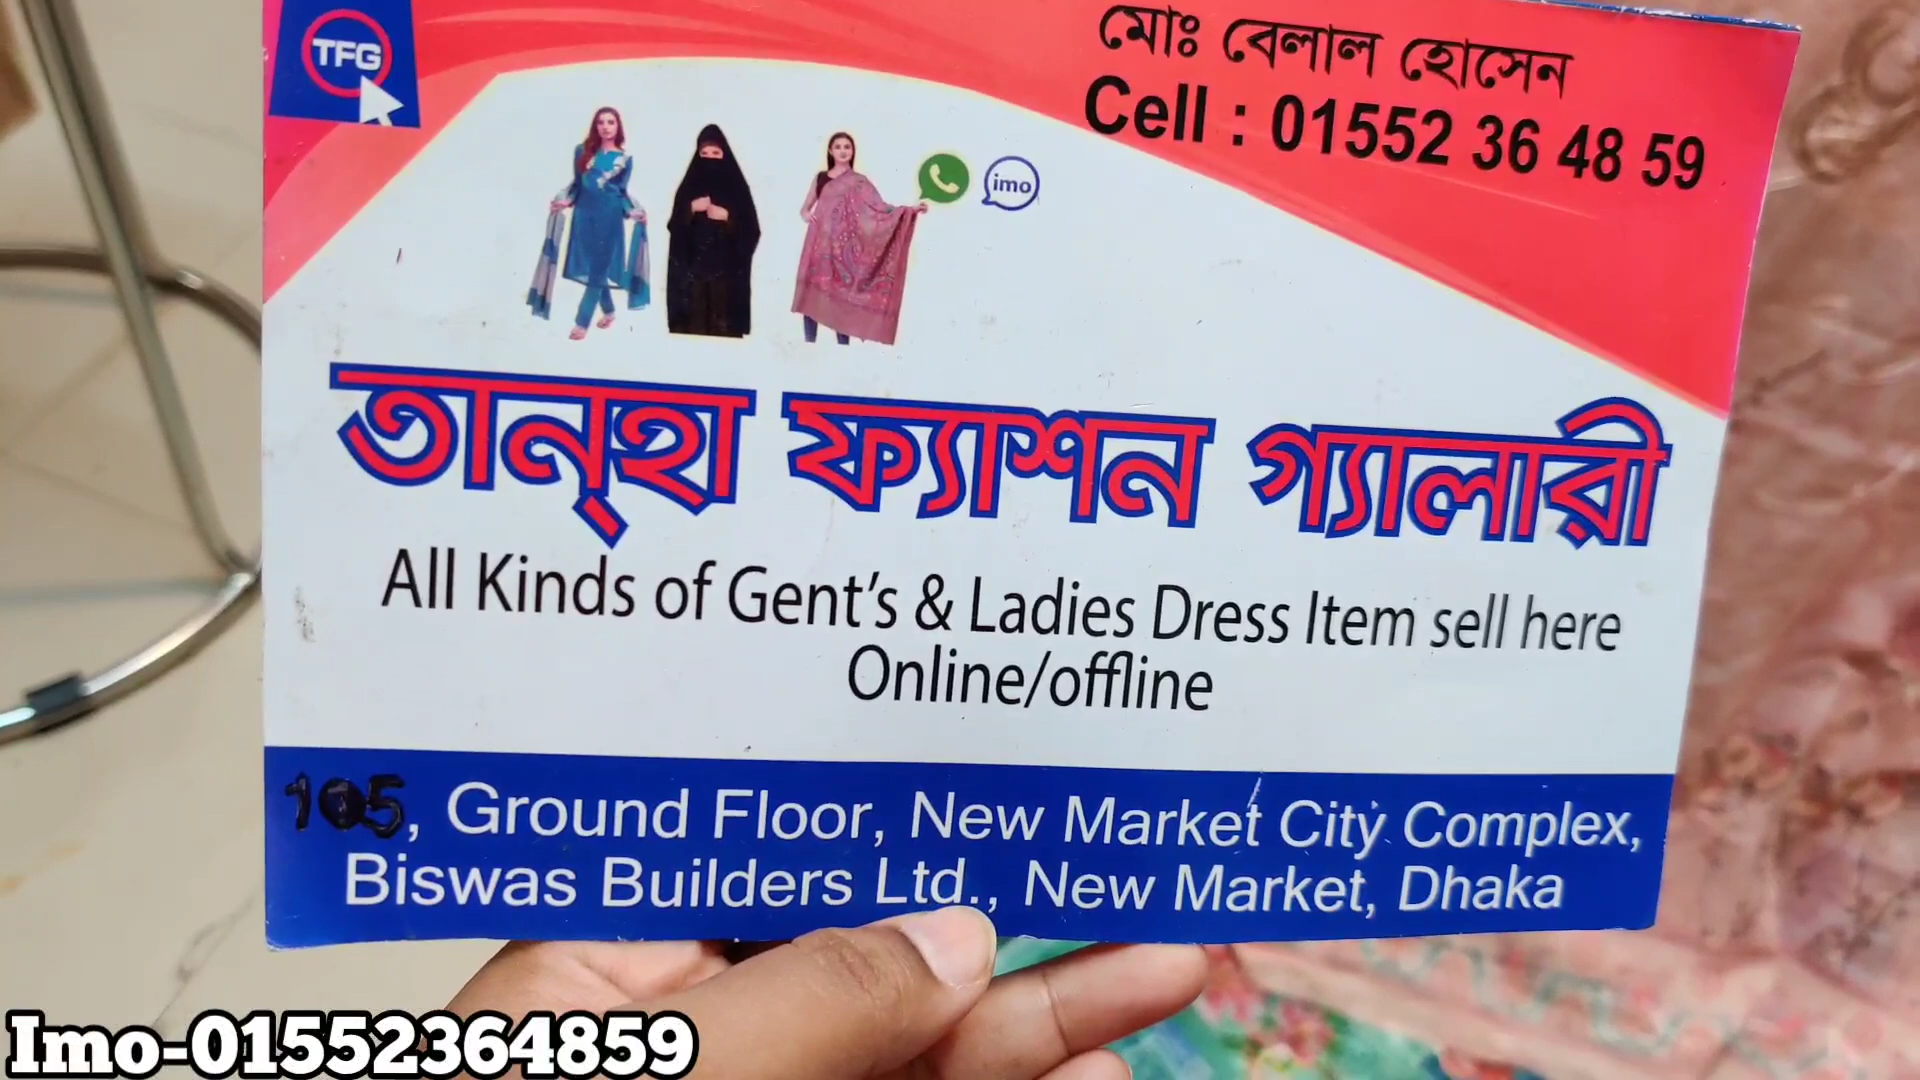 TFG
মোঃ বেলাল হোসেন
Cell : 01552 36 48 59
imo
তান্হা ফ্যাশন গ্যালারী
All Kinds of Gent's & Ladies Dress Item sell here
Online/offline
105, Ground Floor, New Market City Complex,
Biswas Builders Ltd., New Market, Dhaka
Imo-01552364859